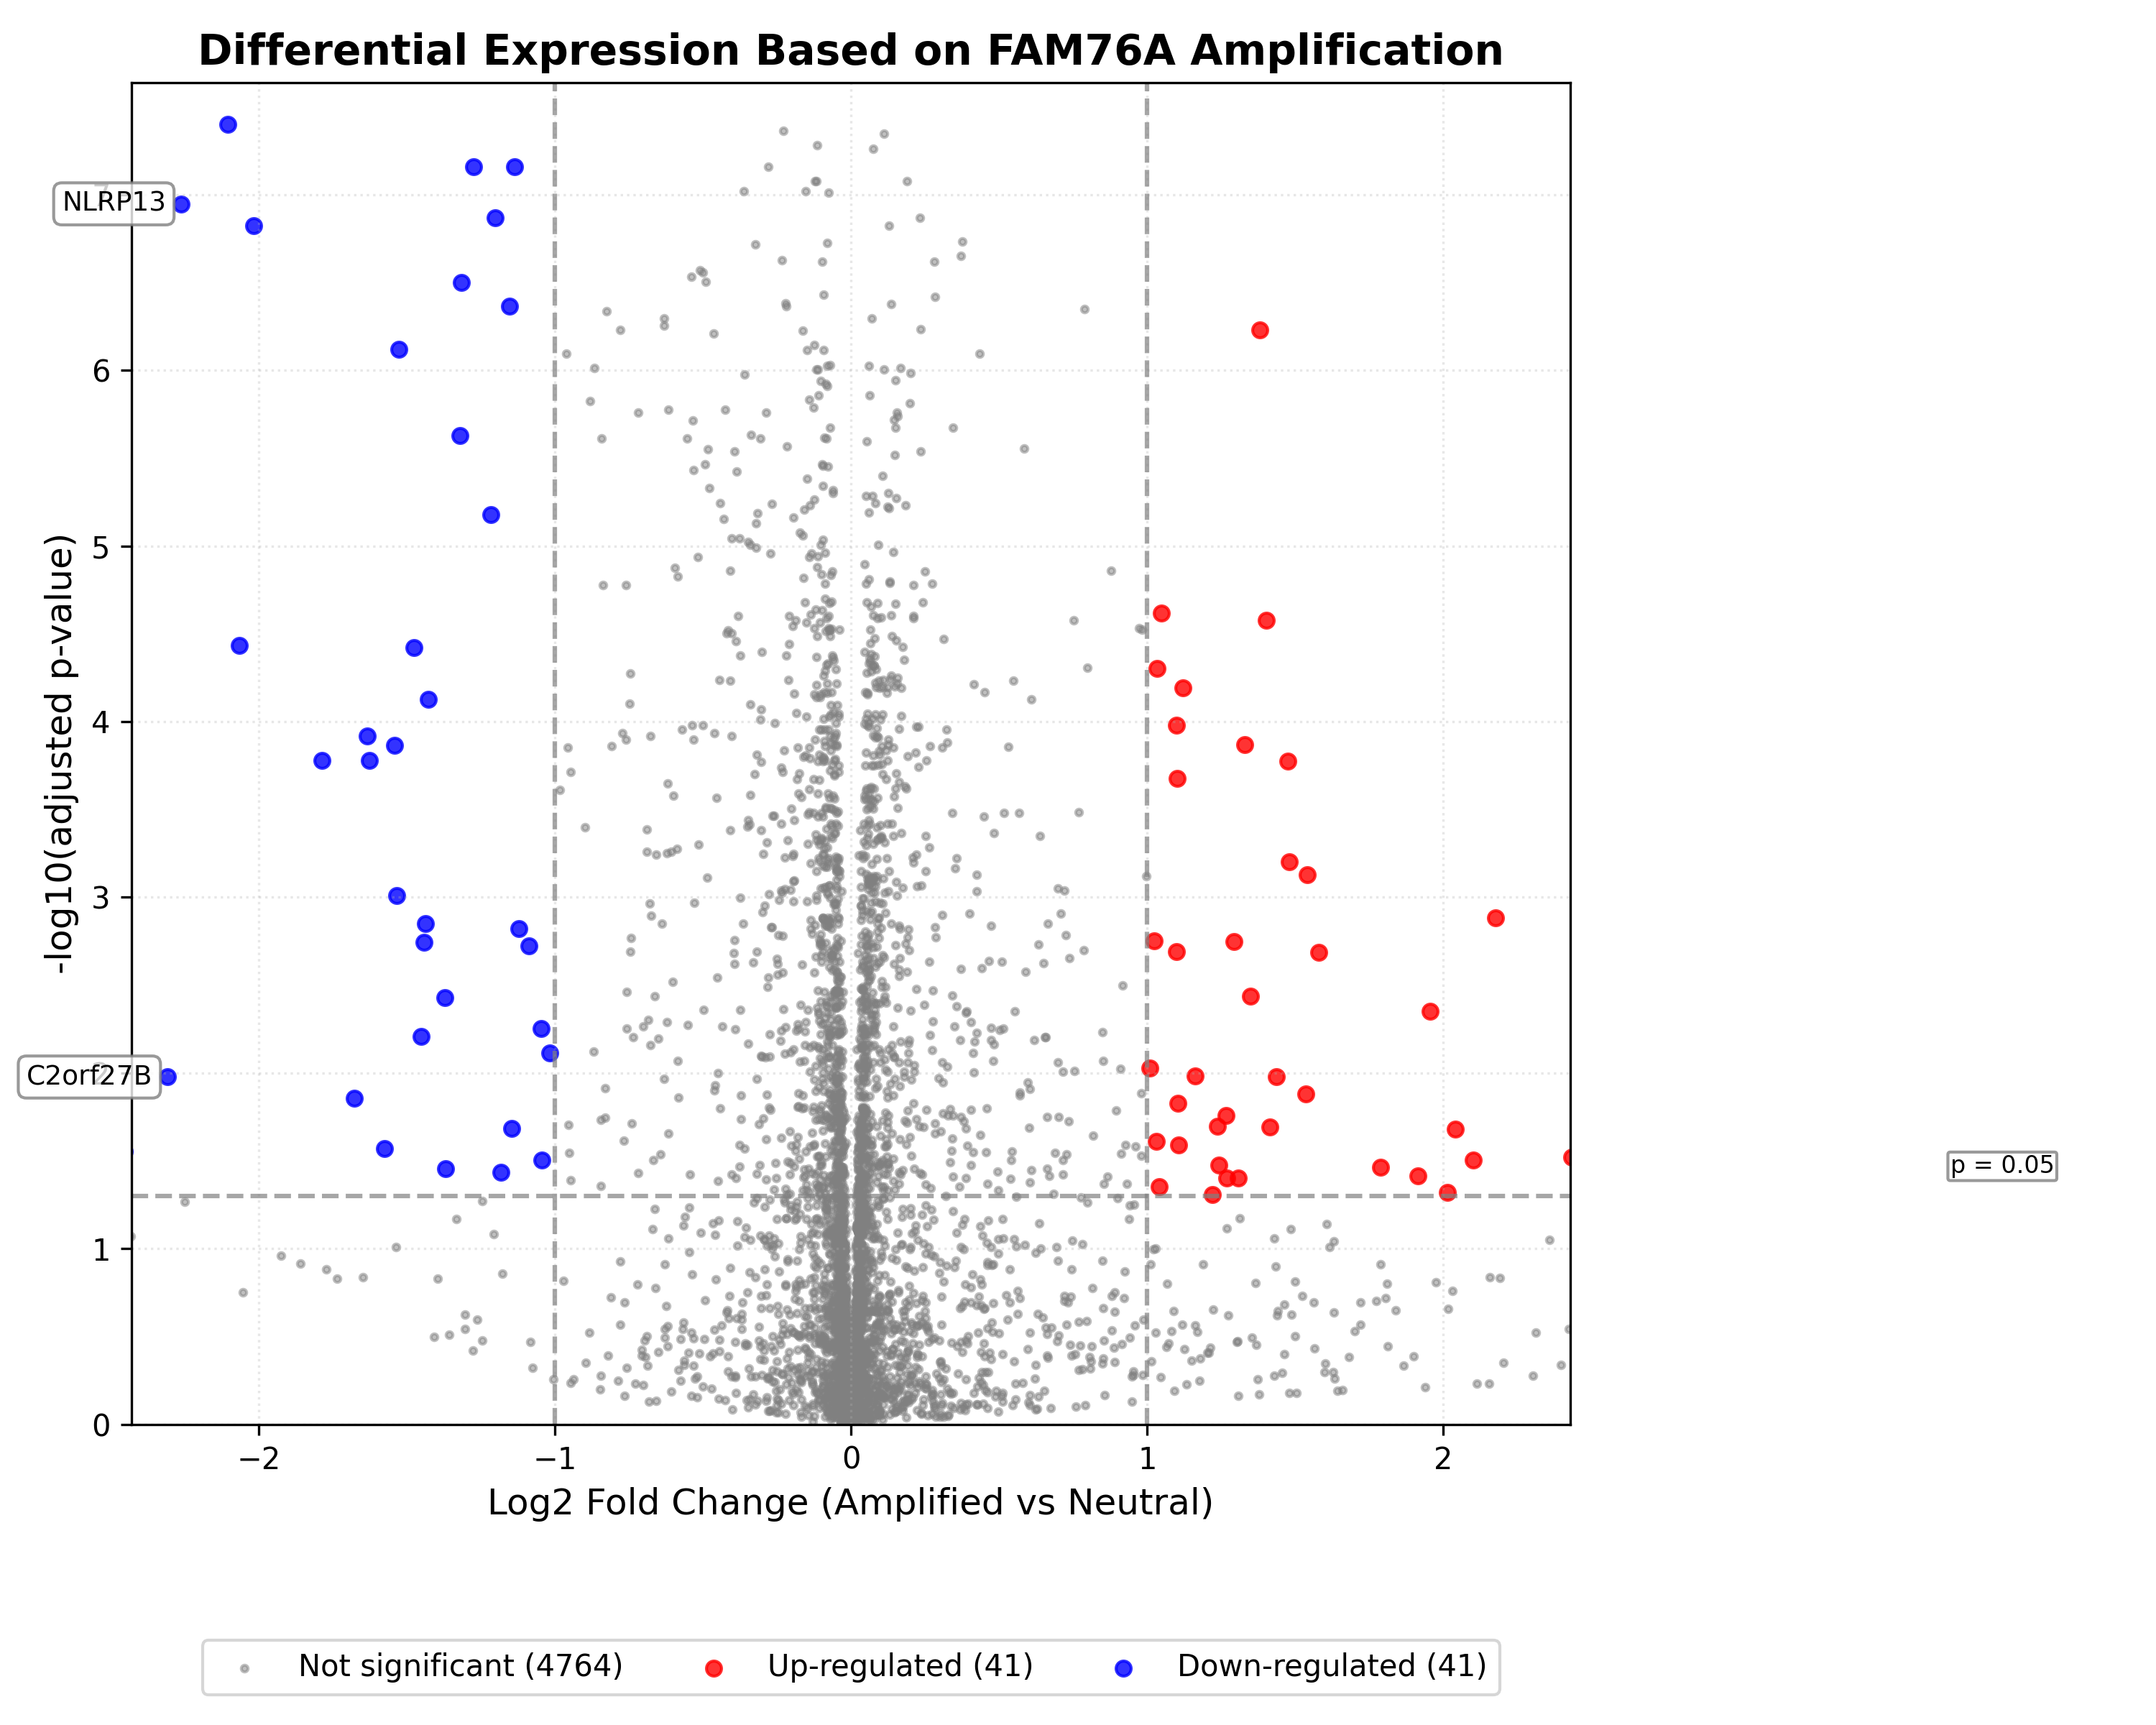 Differential Expression Based on FAM76A Amplification
-log10(adjusted p-value)
7
NLRP13
6
5
4
3
2
C2orf27B
p = 0.05
1
0
−2
−1
0
1
2
Log2 Fold Change (Amplified vs Neutral)
Not significant (4764)
Up-regulated (41)
Down-regulated (41)